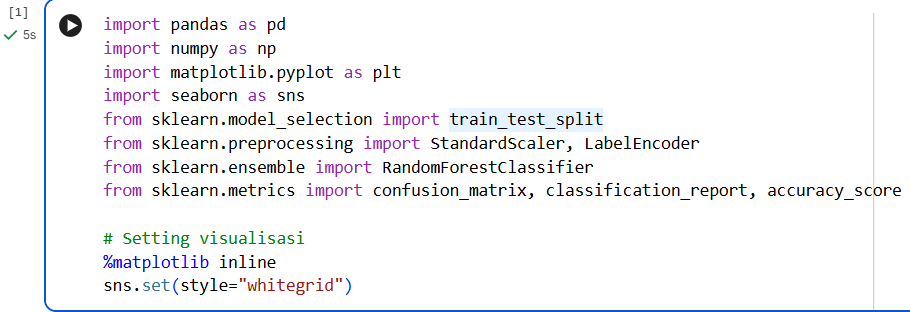 [1]
5s
import pandas as pd
import numpy as np
import matplotlib.pyplot as plt
import seaborn as sns
from sklearn.model_selection import train_test_split
from sklearn.preprocessing import StandardScaler, LabelEncoder
from sklearn.ensemble import RandomForestClassifier
from sklearn.metrics import confusion_matrix, classification_report, accuracy_score

# Setting visualisasi
%matplotlib inline
sns.set(style="whitegrid")